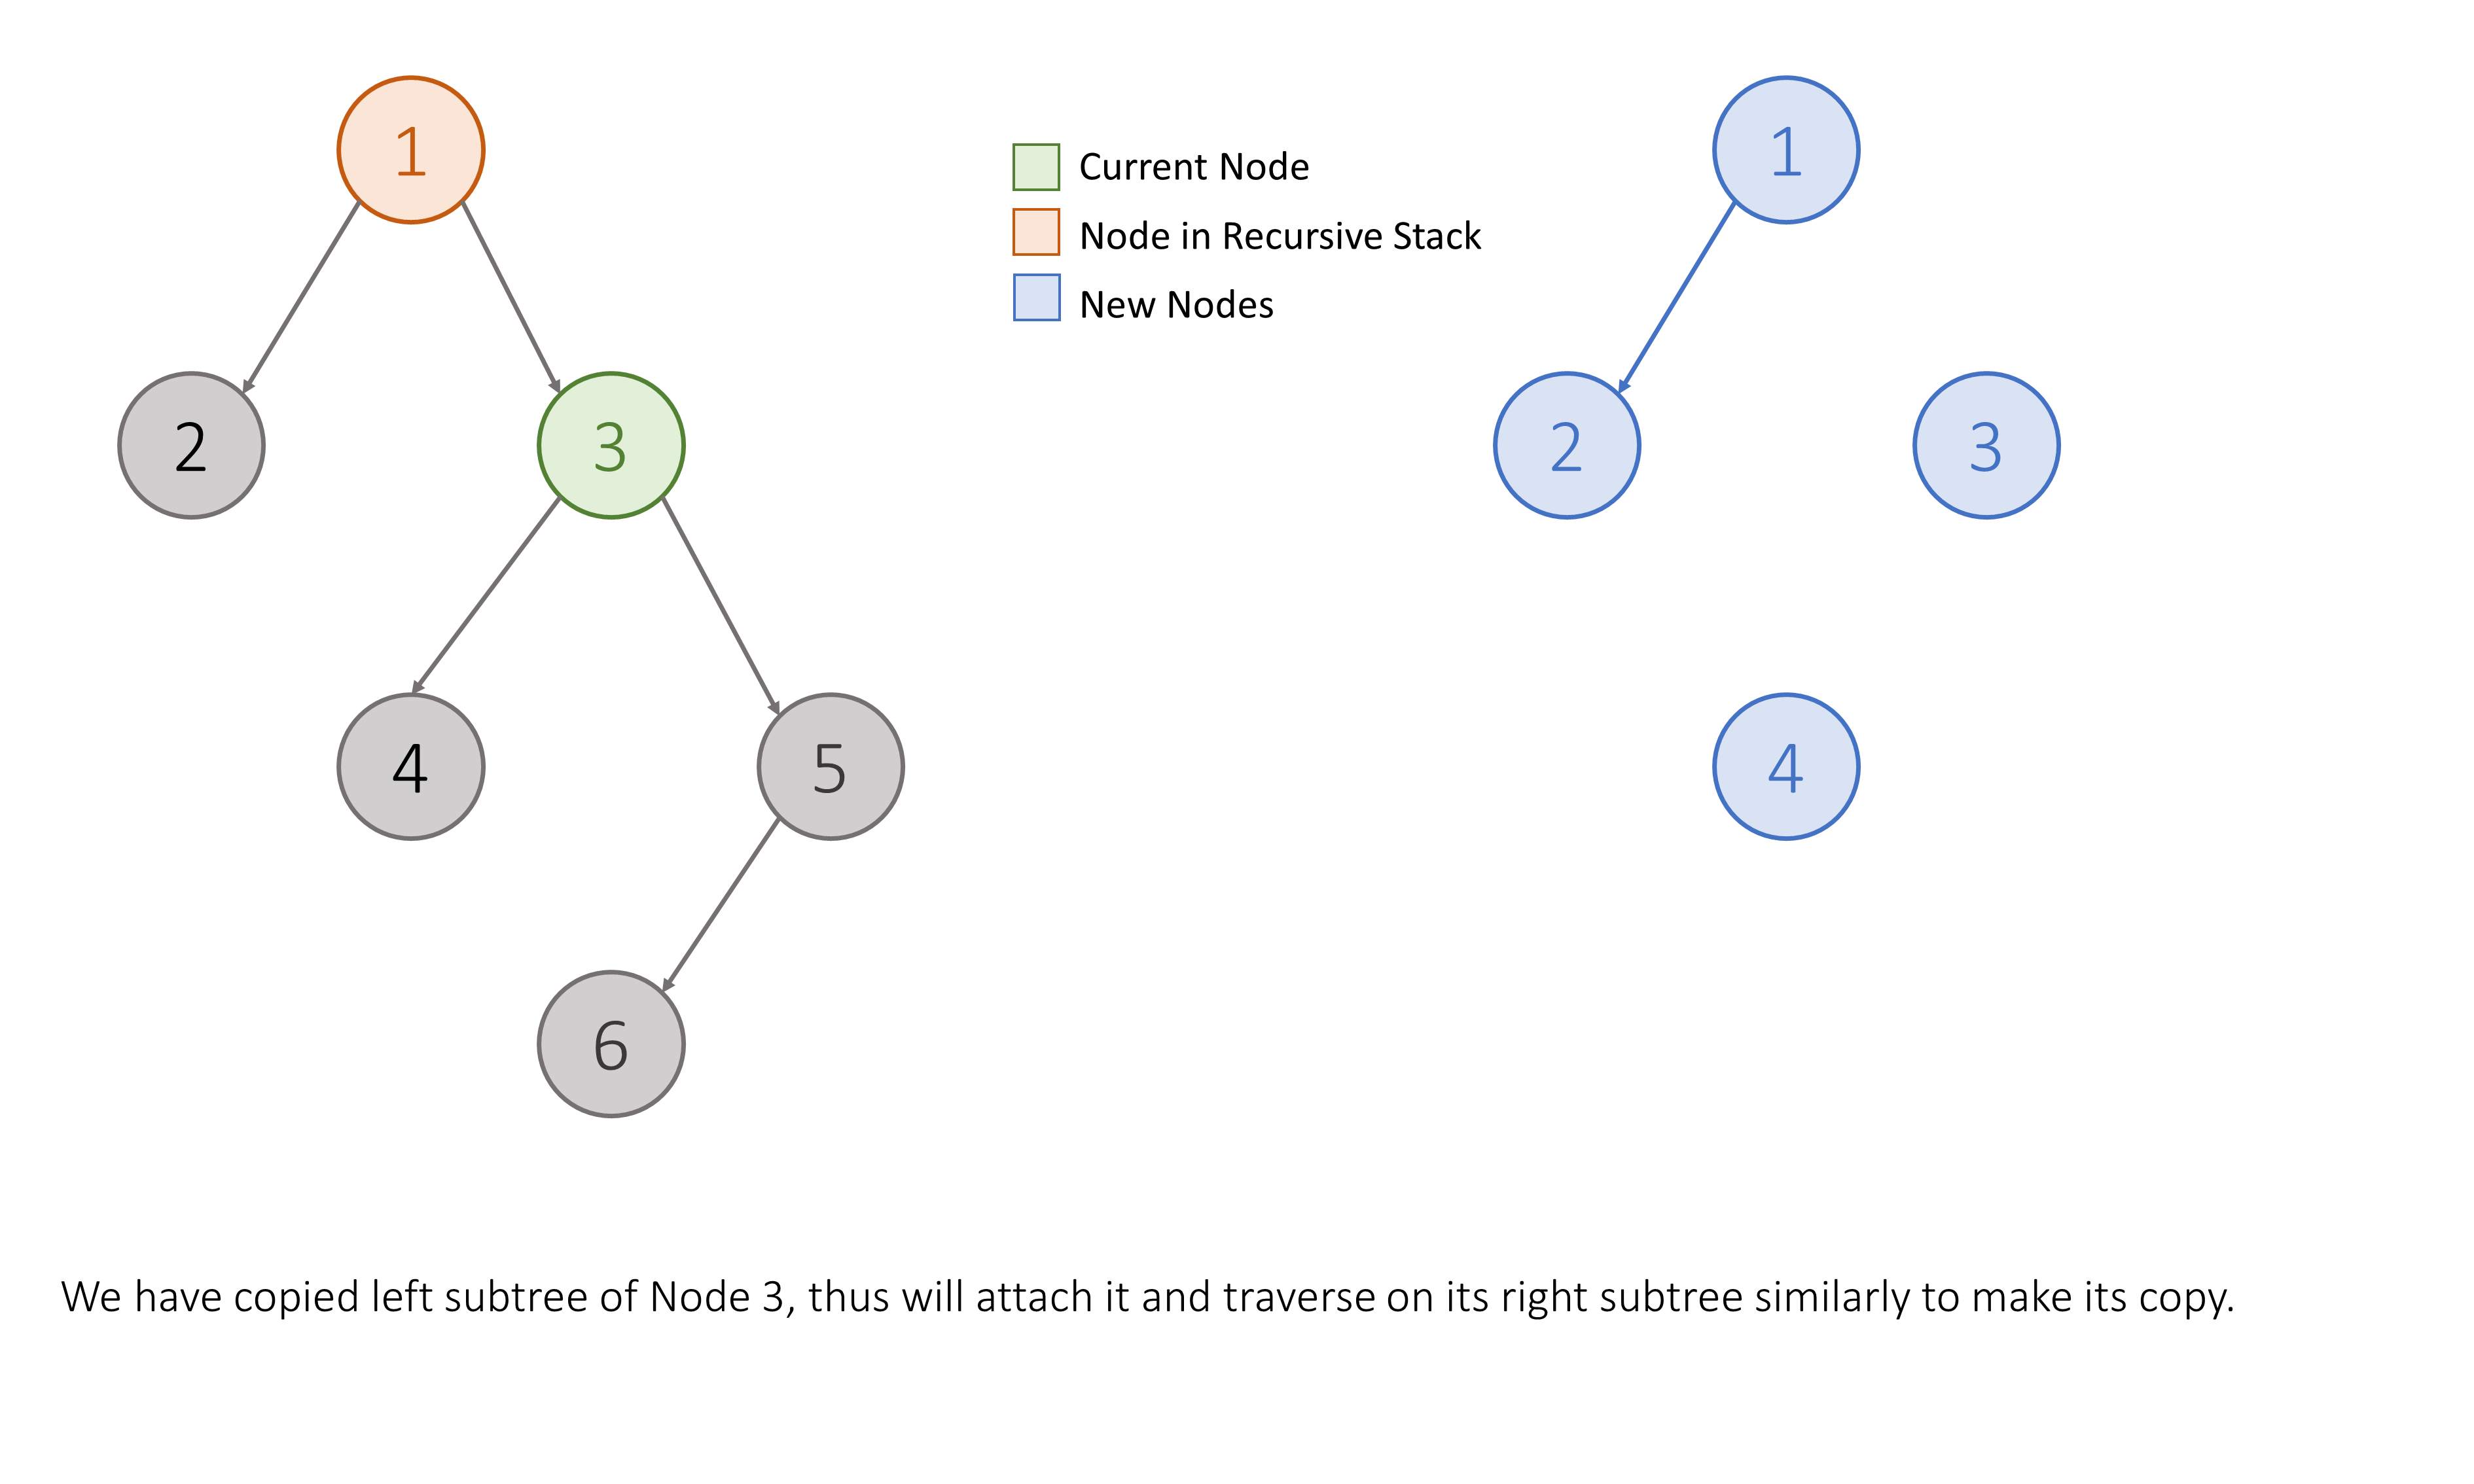 1
1
Current Node
Node in Recursive Stack
New Nodes
2
3
2
3
4
5
4
6
We have copied left subtree of Node 3, thus will attach it and traverse on its right subtree similarly to make its copy.